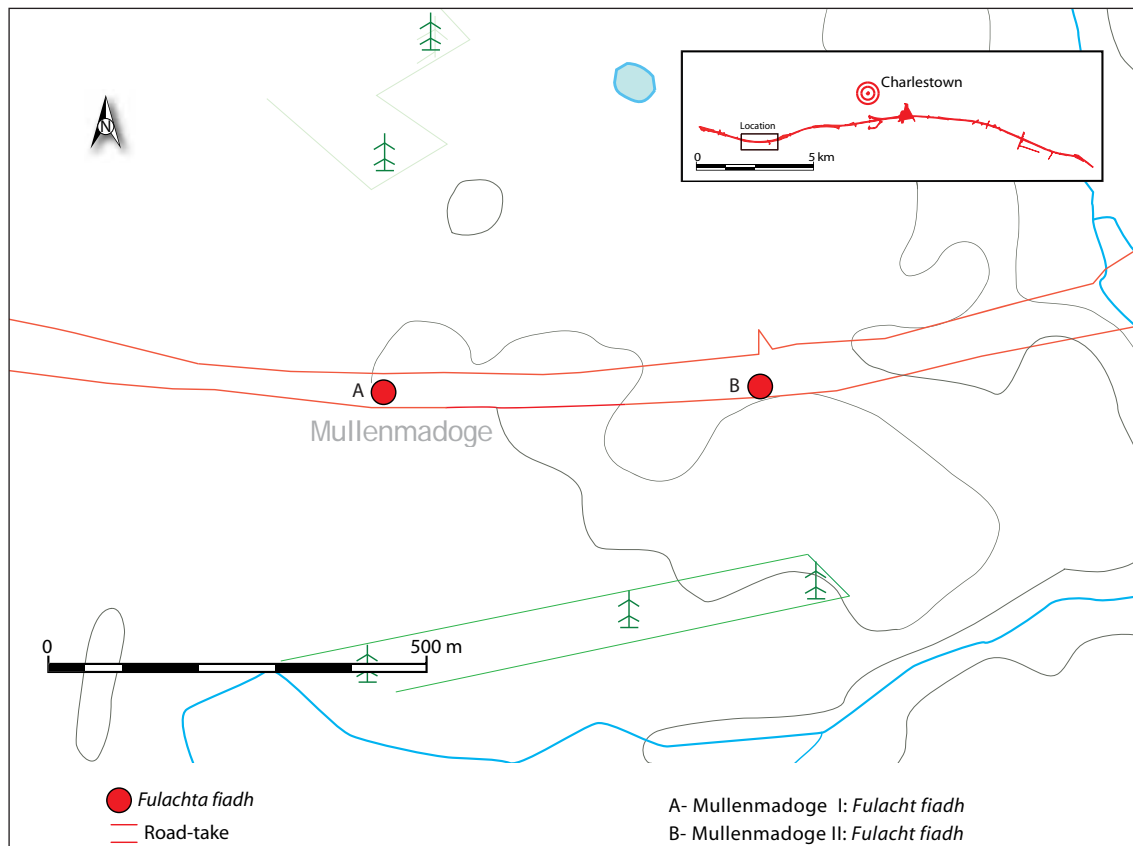 N
Charlestown
Location
0 5 km
A
B
Mullenmadoge
0 500 m
Fulachta fiadh
Road-take
A- Mullenmadoge I: Fulacht fiadh
B- Mullenmadoge II: Fulacht fiadh